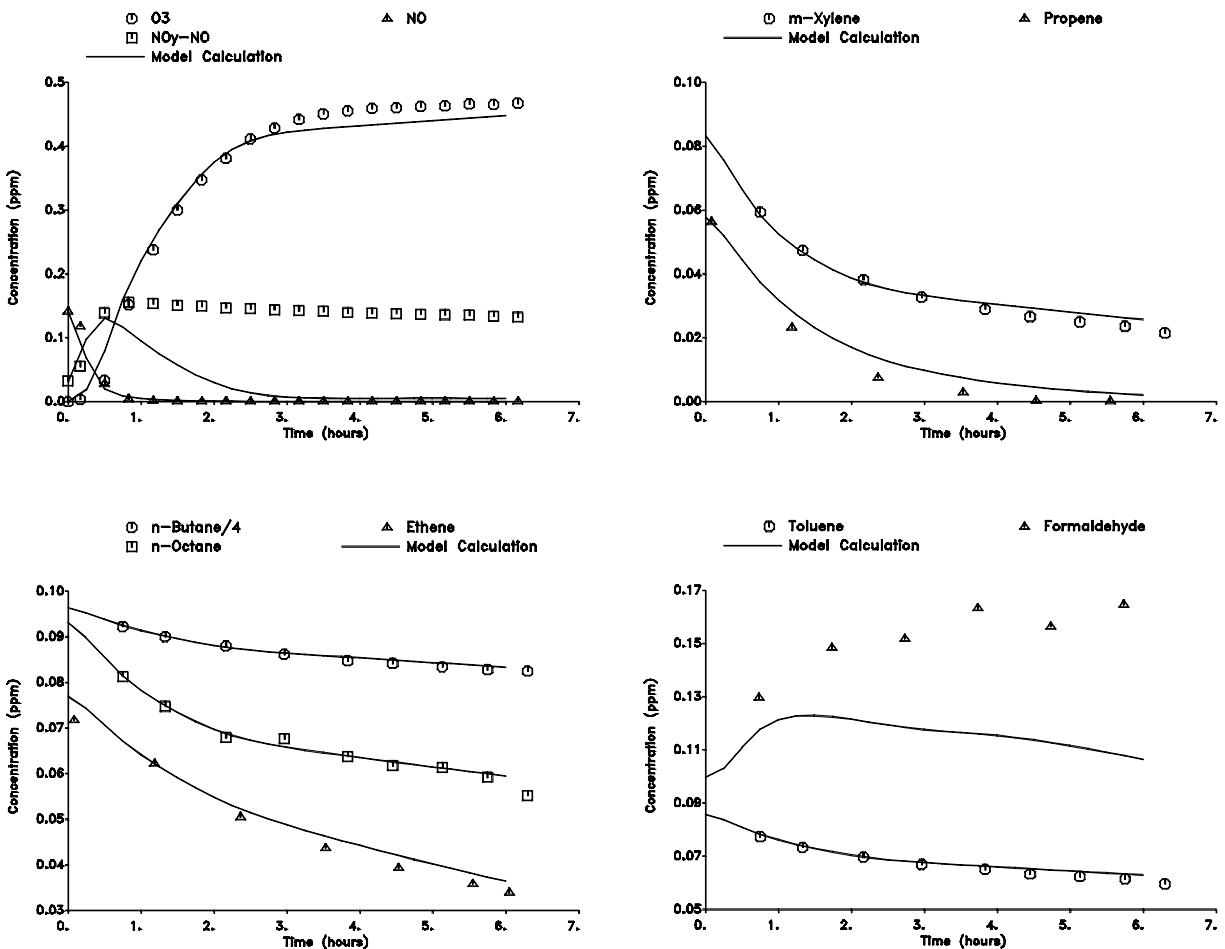 O3 NO
NOy-NO
Model Calculation
0.5
0.4
0.3
0.2
0.1
0.0
Concentration (ppm)
0. 1. 2. 3. 4. 5. 6. 7.
Time (hours)
m-Xylene Propene
Model Calculation
0.10
0.08
0.06
0.04
0.02
0.00
Concentration (ppm)
0. 1. 2. 3. 4. 5. 6. 7.
Time (hours)
n-Butane/4 Ethene
n-Octane Model Calculation
0.10
0.09
0.08
0.07
0.06
0.05
0.04
0.03
Concentration (ppm)
0. 1. 2. 3. 4. 5. 6. 7.
Time (hours)
Toluene Formaldehyde
Model Calculation
0.17
0.15
0.13
0.11
0.09
0.07
0.05
Concentration (ppm)
0. 1. 2. 3. 4. 5. 6. 7.
Time (hours)